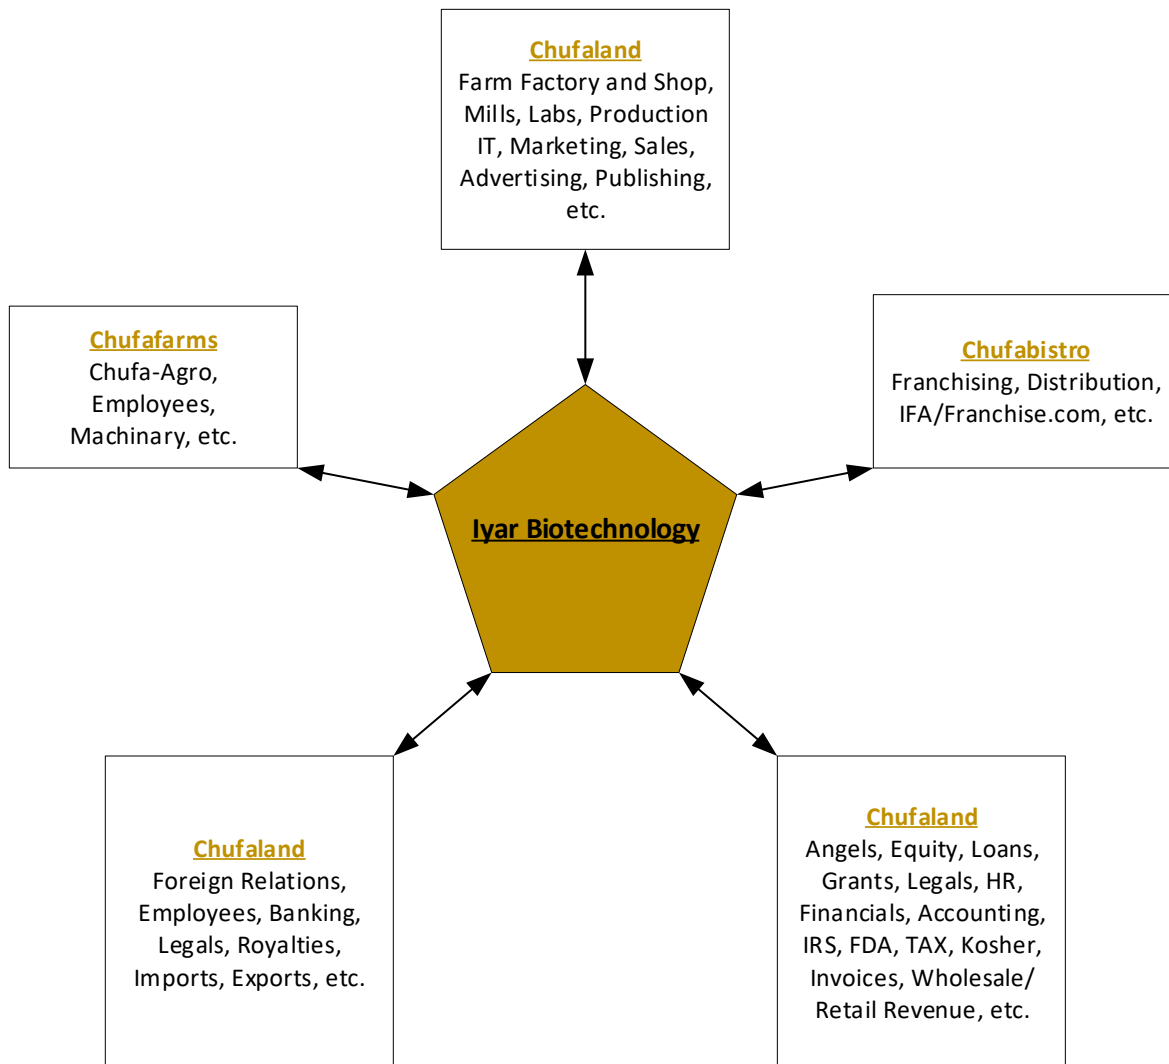 Chufaland
Farm Factory and Shop,
Mills, Labs, Production
IT, Marketing, Sales,
Advertising, Publishing,
etc.
Chufafarms
Chufa-Agro,
Employees,
Machinary, etc.
Chufabistro
Franchising, Distribution,
IFA/Franchise.com, etc.
Iyar Biotechnology
Chufaland
Foreign Relations,
Employees, Banking,
Legals, Royalties,
Imports, Exports, etc.
Chufaland
Angels, Equity, Loans,
Grants, Legals, HR,
Financials, Accounting,
IRS, FDA, TAX, Kosher,
Invoices, Wholesale/
Retail Revenue, etc.